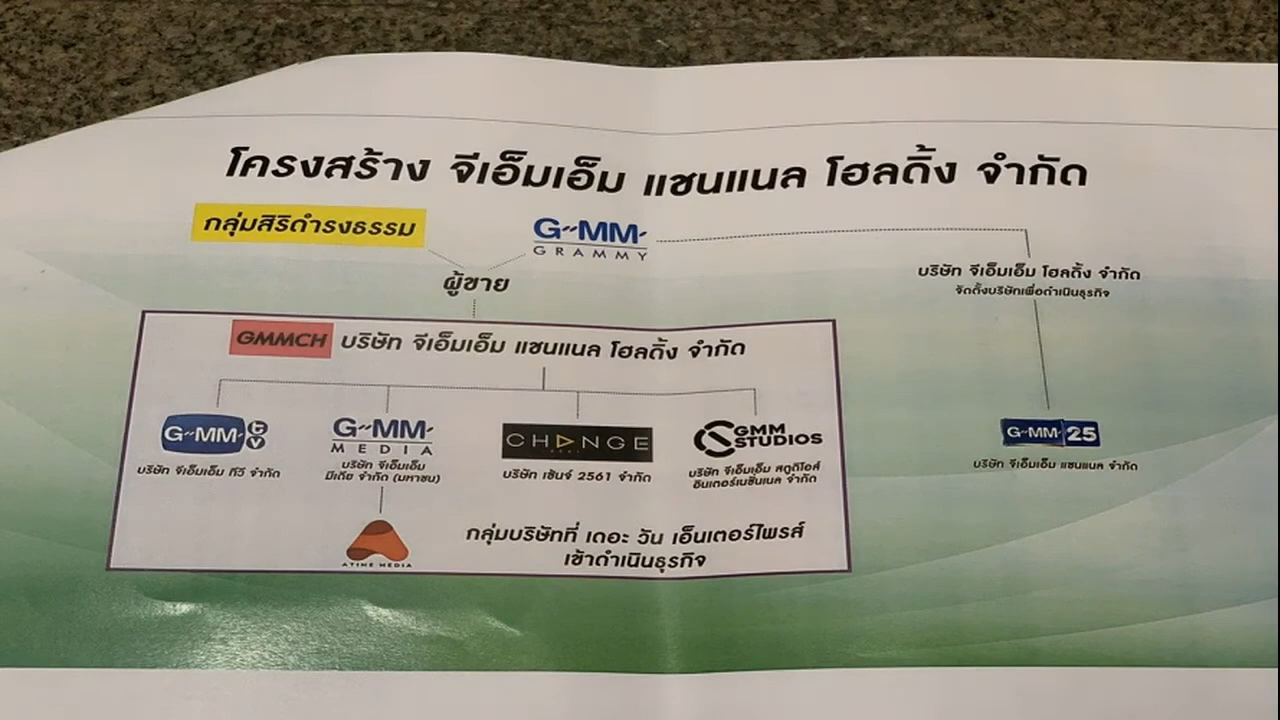 โครงสร้าง จีเอ็มเอ็ม แชนแนล โฮลดิ้ง จำกัด
กลุ่มสิริดำรงธรรม
GMM
GRAMMY
ผู้ขาย
บริษัท จีเอ็มเอ็ม โฮลดิ้ง จำกัด
จัดตั้งบริษัทเพื่อดำเนินธุรกิจ
GMMCH บริษัท จีเอ็มเอ็ม แชนแนล โฮลดิ้ง จำกัด
GMM tv
บริษัท จีเอ็มเอ็ม ทีวี จำกัด
GMM
MEDIA
บริษัท จีเอ็มเอ็ม
มีเดีย จำกัด (มหาชน)
CHANGE
บริษัท เช้นจ์ 2561 จำกัด
GMM
STUDIOS
บริษัท จีเอ็มเอ็ม สตูดิโอส์
อินเตอร์เนชั่นเนล จำกัด
GMM 25
บริษัท จีเอ็มเอ็ม แชนแนล จำกัด
ATIME MEDIA
กลุ่มบริษัทที่ เดอะ วัน เอ็นเตอร์ไพรส์
เข้าดำเนินธุรกิจ